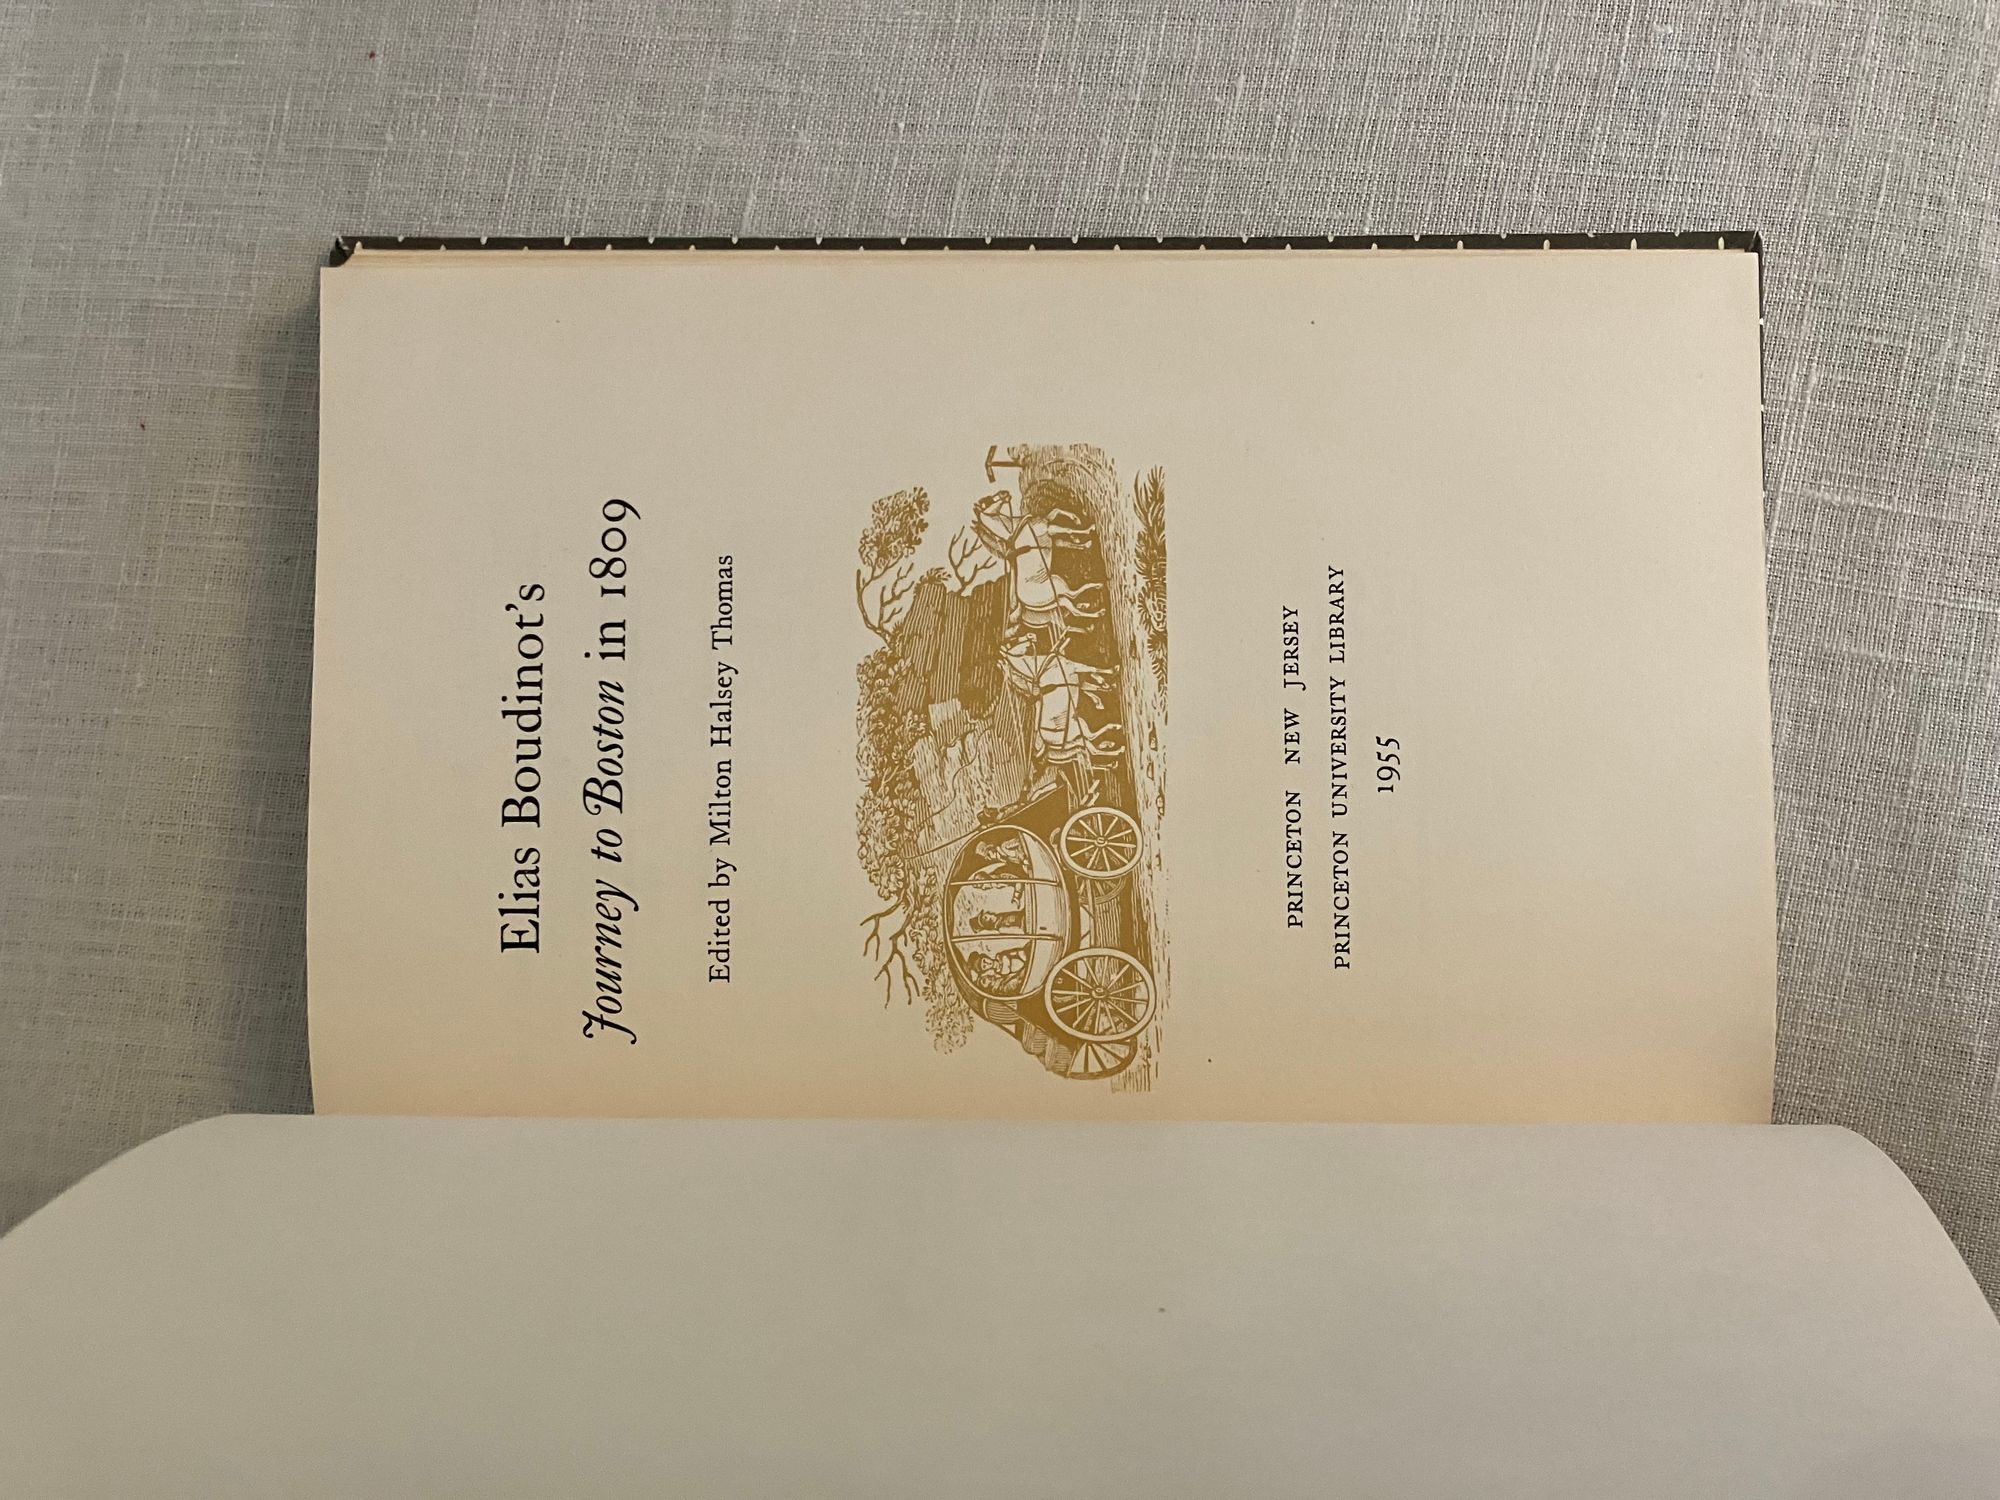 Elias Boudinot's
Journey to Boston in 1809
Edited by Milton Halsey Thomas
PRINCETON NEW JERSEY
PRINCETON UNIVERSITY LIBRARY
1955